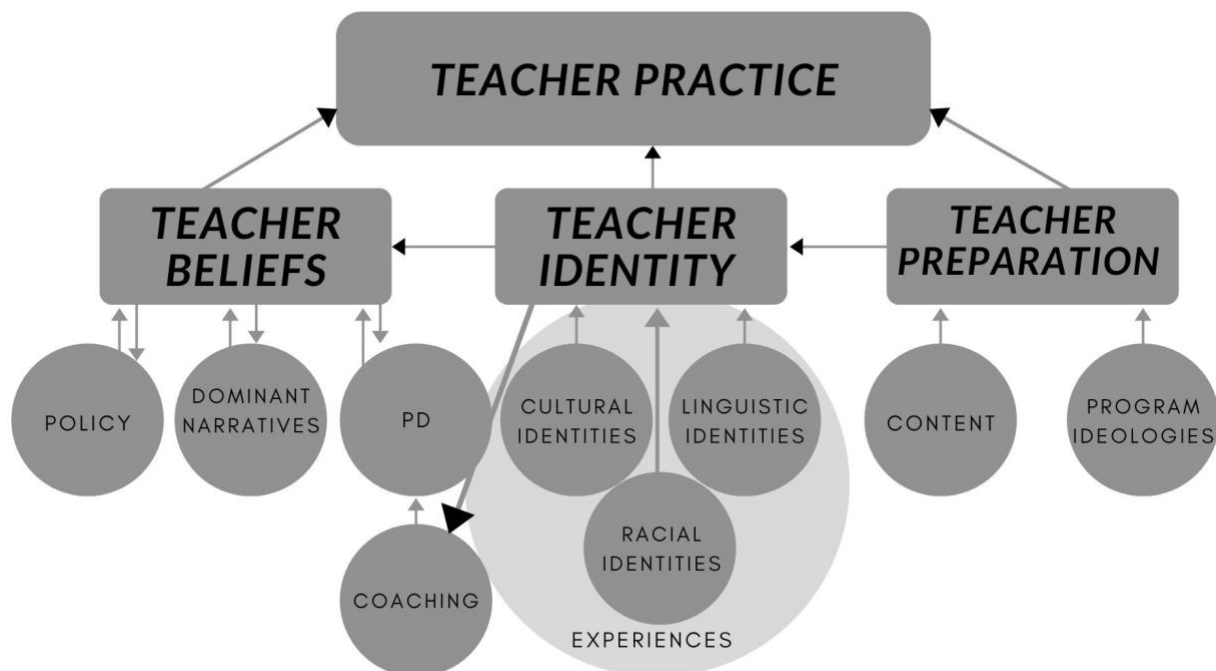 TEACHER PRACTICE
TEACHER
BELIEFS
TEACHER
IDENTITY
TEACHER
PREPARATION
POLICY
DOMINANT
NARRATIVES
PD
CULTURAL
IDENTITIES
LINGUISTIC
IDENTITIES
CONTENT
PROGRAM
IDEOLOGIES
COACHING
RACIAL
IDENTITIES
EXPERIENCES